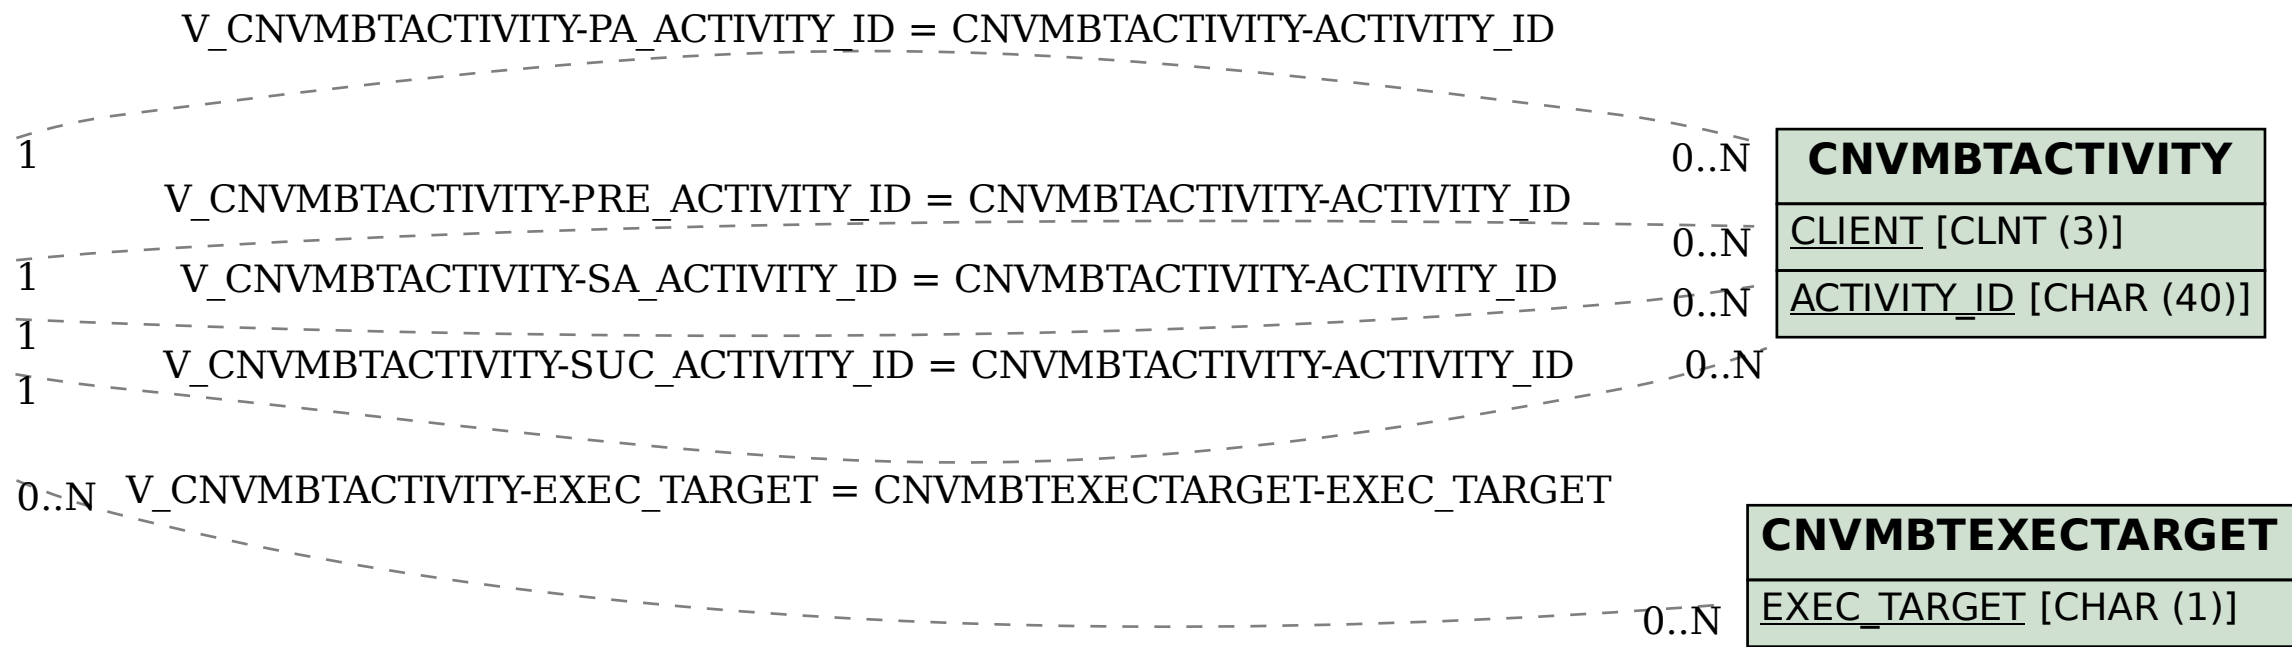 V_CNVMBTACTIVITY-PA_ACTIVITY_ID = CNVMBTACTIVITY-ACTIVITY_ID
1
0..N
V_CNVMBTACTIVITY-PRE_ACTIVITY_ID = CNVMBTACTIVITY-ACTIVITY_ID
1
0..N
V_CNVMBTACTIVITY-SA_ACTIVITY_ID = CNVMBTACTIVITY-ACTIVITY_ID
1
0..N
V_CNVMBTACTIVITY-SUC_ACTIVITY_ID = CNVMBTACTIVITY-ACTIVITY_ID
1
0..N
CNVMBTACTIVITY
CLIENT [CLNT (3)]
ACTIVITY_ID [CHAR (40)]
0..N
V_CNVMBTACTIVITY-EXEC_TARGET = CNVMBTEXECTARGET-EXEC_TARGET
0..N
CNVMBTEXECTARGET
EXEC_TARGET [CHAR (1)]